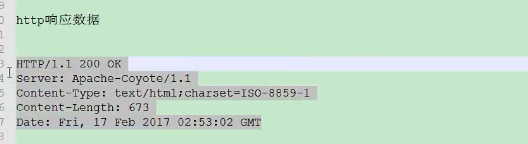 http响应数据
HTTP/1.1 200 OK
Server: Apache-Coyote/1.1
Content-Type: text/html;charset=ISO-8859-1
Content-Length: 673
Date: Fri, 17 Feb 2017 02:53:02 GMT